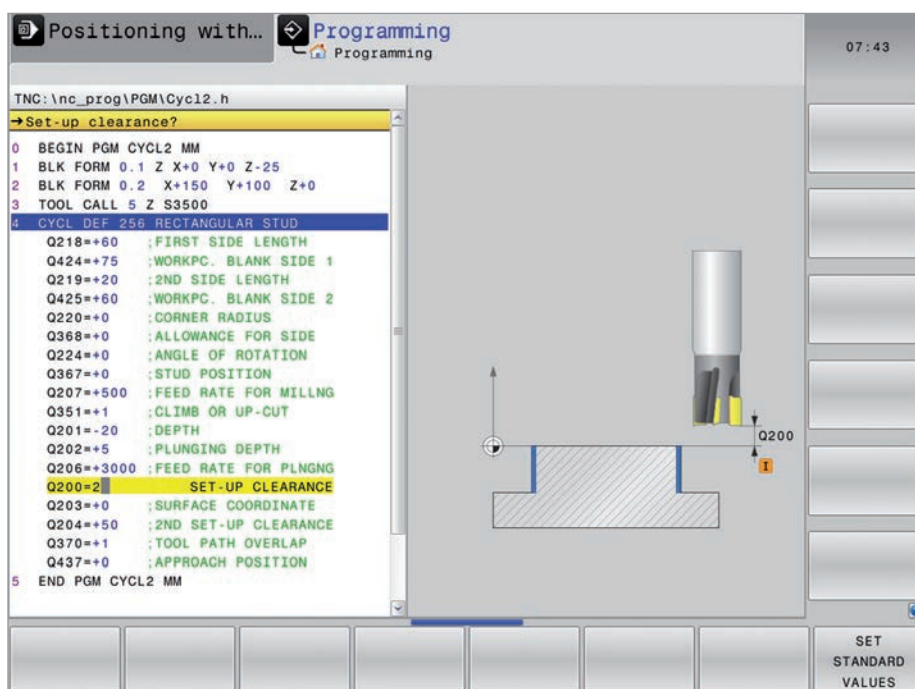 Positioning with…
Programming
Programming
07:43
TNC:\nc_prog\PGM\Cycl2.h
→Set-up clearance?
0 BEGIN PGM CYCL2 MM
1 BLK FORM 0.1 Z X+0 Y+0 Z-25
2 BLK FORM 0.2 X+150 Y+100 Z+0
3 TOOL CALL 5 Z S3500
4 CYCL DEF 256 RECTANGULAR STUD
Q218=+60 ;FIRST SIDE LENGTH
Q424=+75 ;WORKPC. BLANK SIDE 1
Q219=+20 ;2ND SIDE LENGTH
Q425=+60 ;WORKPC. BLANK SIDE 2
Q220=+0 ;CORNER RADIUS
Q368=+0 ;ALLOWANCE FOR SIDE
Q224=+0 ;ANGLE OF ROTATION
Q367=+0 ;STUD POSITION
Q207=+500 ;FEED RATE FOR MILLNG
Q351=+1 ;CLIMB OR UP-CUT
Q201=-20 ;DEPTH
Q202=+5 ;PLUNGING DEPTH
Q206=+3000 ;FEED RATE FOR PLNGNG
Q200=2 SET-UP CLEARANCE
Q203=+0 ;SURFACE COORDINATE
Q204=+50 ;2ND SET-UP CLEARANCE
Q370=+1 ;TOOL PATH OVERLAP
Q437=+0 ;APPROACH POSITION
5 END PGM CYCL2 MM
Q200
I
SET
STANDARD
VALUES